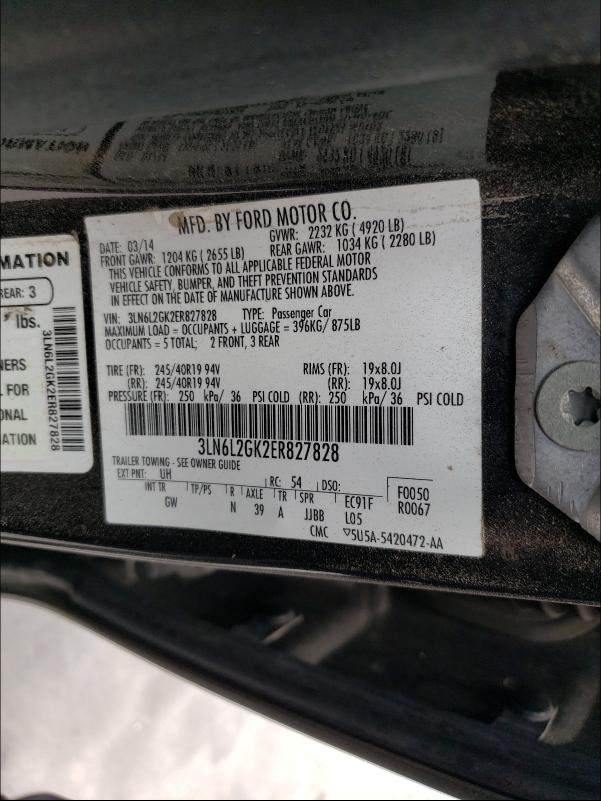 MATION
REAR: 3
lbs.
NERS
FOR
ONAL
MATION
3LN6L2GK2ER827828
MFD. BY FORD MOTOR CO.
DATE: 03/14 GVWR: 2232 KG ( 4920 LB)
FRONT GAWR: 1204 KG ( 2655 LB) REAR GAWR: 1034 KG ( 2280 LB)
THIS VEHICLE CONFORMS TO ALL APPLICABLE FEDERAL MOTOR
VEHICLE SAFETY, BUMPER, AND THEFT PREVENTION STANDARDS
IN EFFECT ON THE DATE OF MANUFACTURE SHOWN ABOVE.
VIN: 3LN6L2GK2ER827828 TYPE: Passenger Car
MAXIMUM LOAD = OCCUPANTS + LUGGAGE = 396KG/ 875LB
OCCUPANTS = 5 TOTAL; 2 FRONT, 3 REAR
TIRE (FR): 245/40R19 94V RIMS (FR): 19x8.0J
(RR): 245/40R19 94V (RR): 19x8.0J
PRESSURE (FR): 250 kPa/ 36 PSI COLD (RR): 250 kPa/ 36 PSI COLD
3LN6L2GK2ER827828
TRAILER TOWING - SEE OWNER GUIDE
EXT PNT: UH RC: 54 DSO: F0050
INT TR TP/PS R AXLE TR SPR EC91F R0067
GW N 39 A JJBB L05
CMC ▽5U5A-5420472-AA